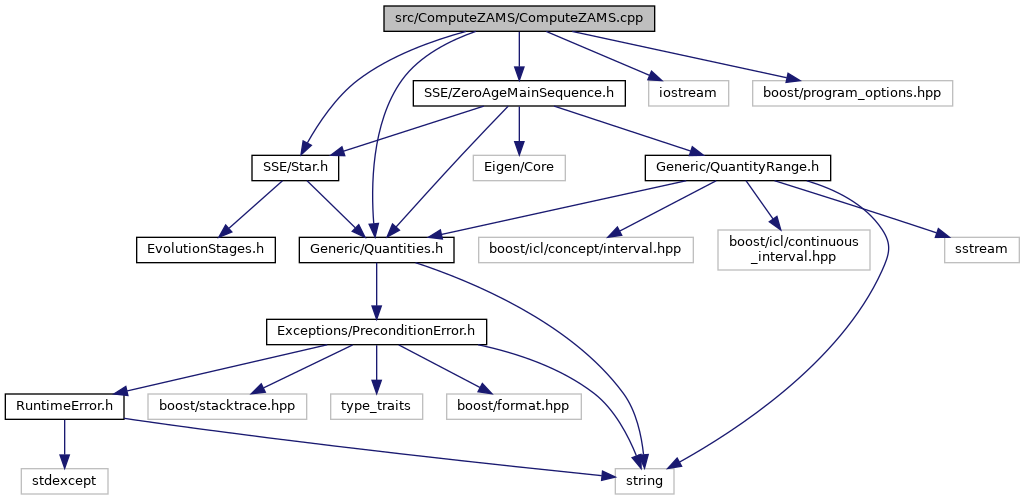 src/ComputeZAMS/ComputeZAMS.cpp
SSE/ZeroAgeMainSequence.h
iostream
boost/program_options.hpp
SSE/Star.h
Eigen/Core
Generic/QuantityRange.h
EvolutionStages.h
Generic/Quantities.h
boost/icl/concept/interval.hpp
boost/icl/continuous
_interval.hpp
sstream
Exceptions/PreconditionError.h
RuntimeError.h
boost/stacktrace.hpp
type_traits
boost/format.hpp
stdexcept
string